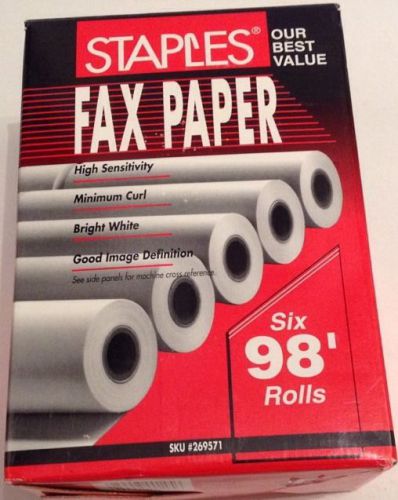 STAPLES®
OUR
BEST
VALUE
FAX PAPER
High Sensitivity
Minimum Curl
Bright White
Good Image Definition
See side panels for machine cross reference.
Six
98'
Rolls
SKU #269571